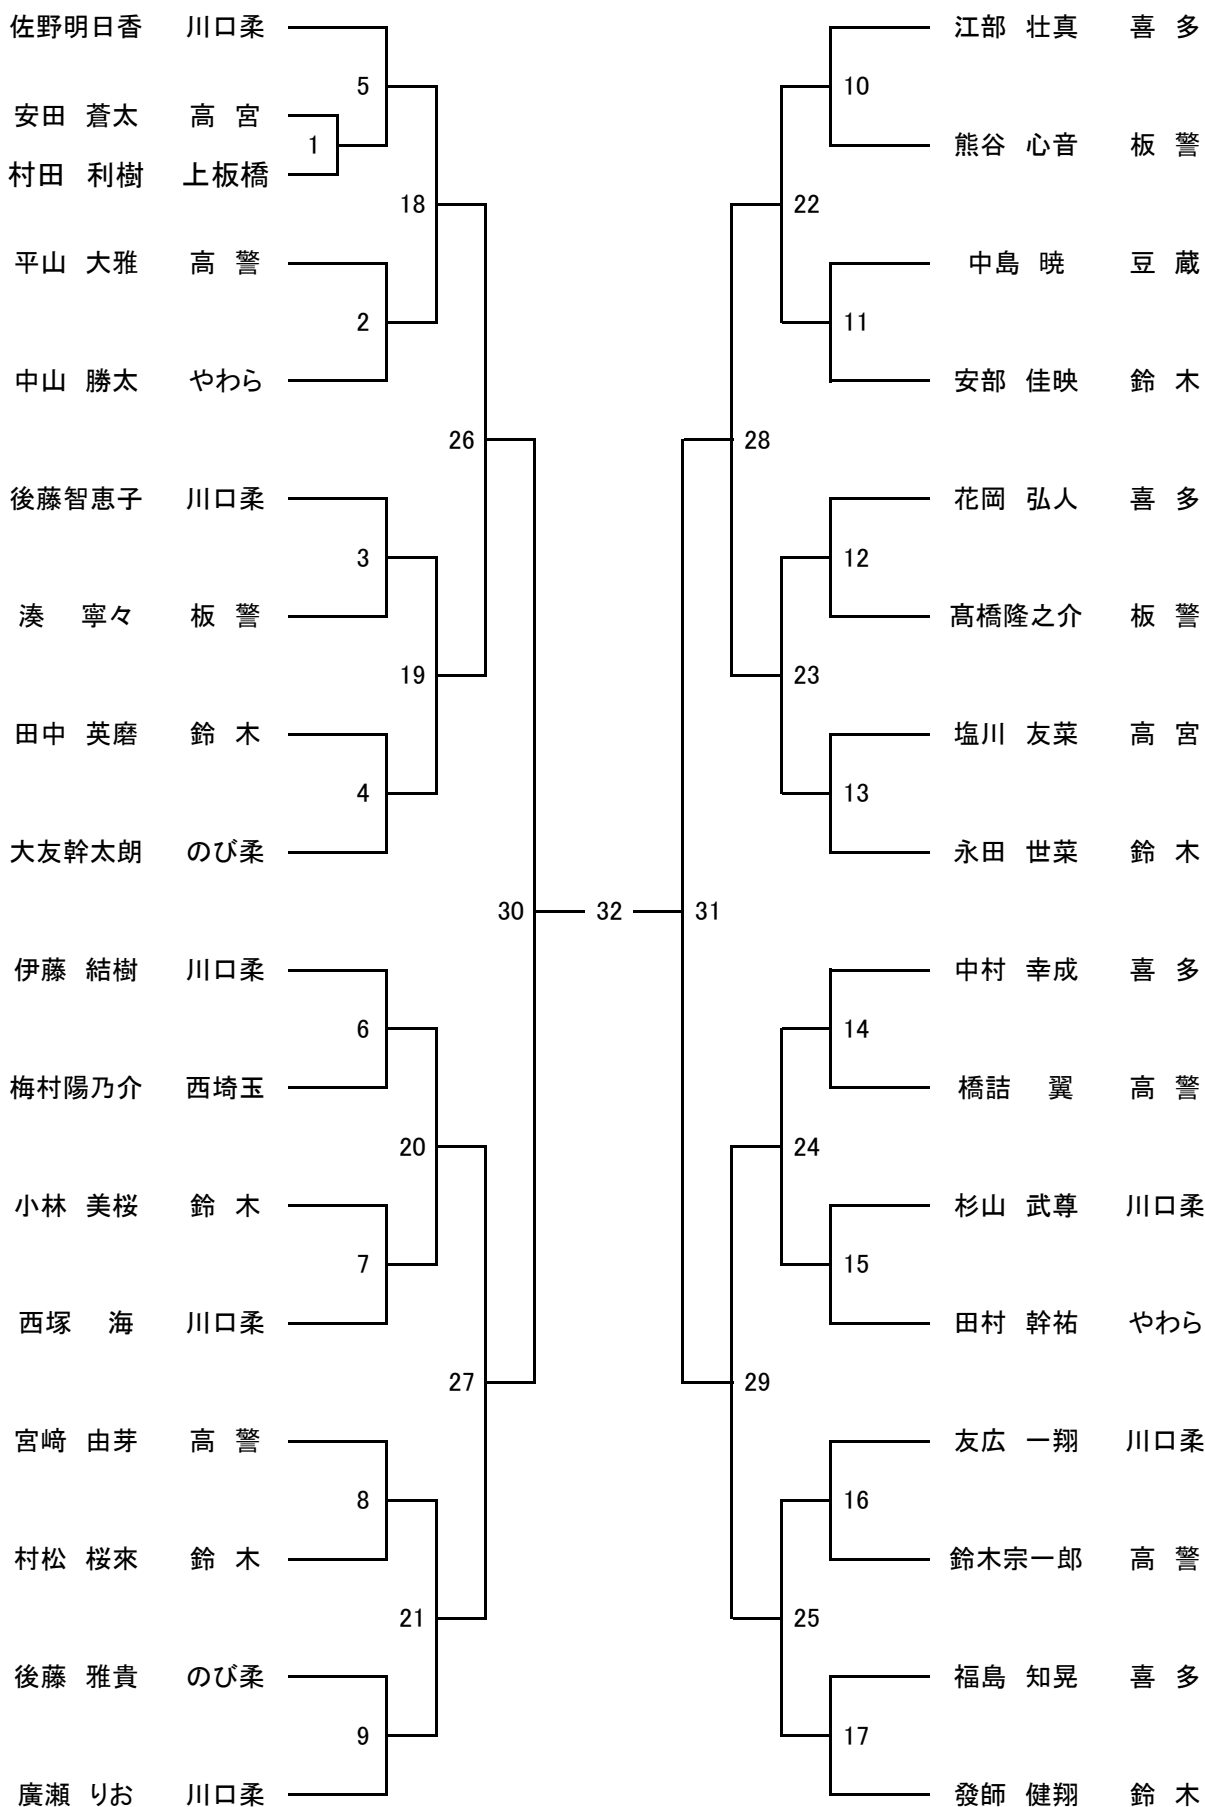 佐野明日香 川口柔
5
安田 蒼太 高 宮
1
村田 利樹 上板橋
18
平山 大雅 高 警
2
中山 勝太 やわら
26
後藤智恵子 川口柔
3
湊 寧々 板 警
19
田中 英磨 鈴 木
4
大友幹太朗 のび柔
30
伊藤 結樹 川口柔
6
梅村陽乃介 西埼玉
20
小林 美桜 鈴 木
7
西塚 海 川口柔
27
宮﨑 由芽 高 警
8
村松 桜來 鈴 木
21
後藤 雅貴 のび柔
9
廣瀬 りお 川口柔
32
江部 壮真 喜 多
10
熊谷 心音 板 警
22
中島 暁 豆 蔵
11
安部 佳映 鈴 木
28
花岡 弘人 喜 多
12
髙橋隆之介 板 警
23
塩川 友菜 高 宮
13
永田 世菜 鈴 木
31
中村 幸成 喜 多
14
橋詰 翼 高 警
24
杉山 武尊 川口柔
15
田村 幹祐 やわら
29
友広 一翔 川口柔
16
鈴木宗一郎 高 警
25
福島 知晃 喜 多
17
發師 健翔 鈴 木